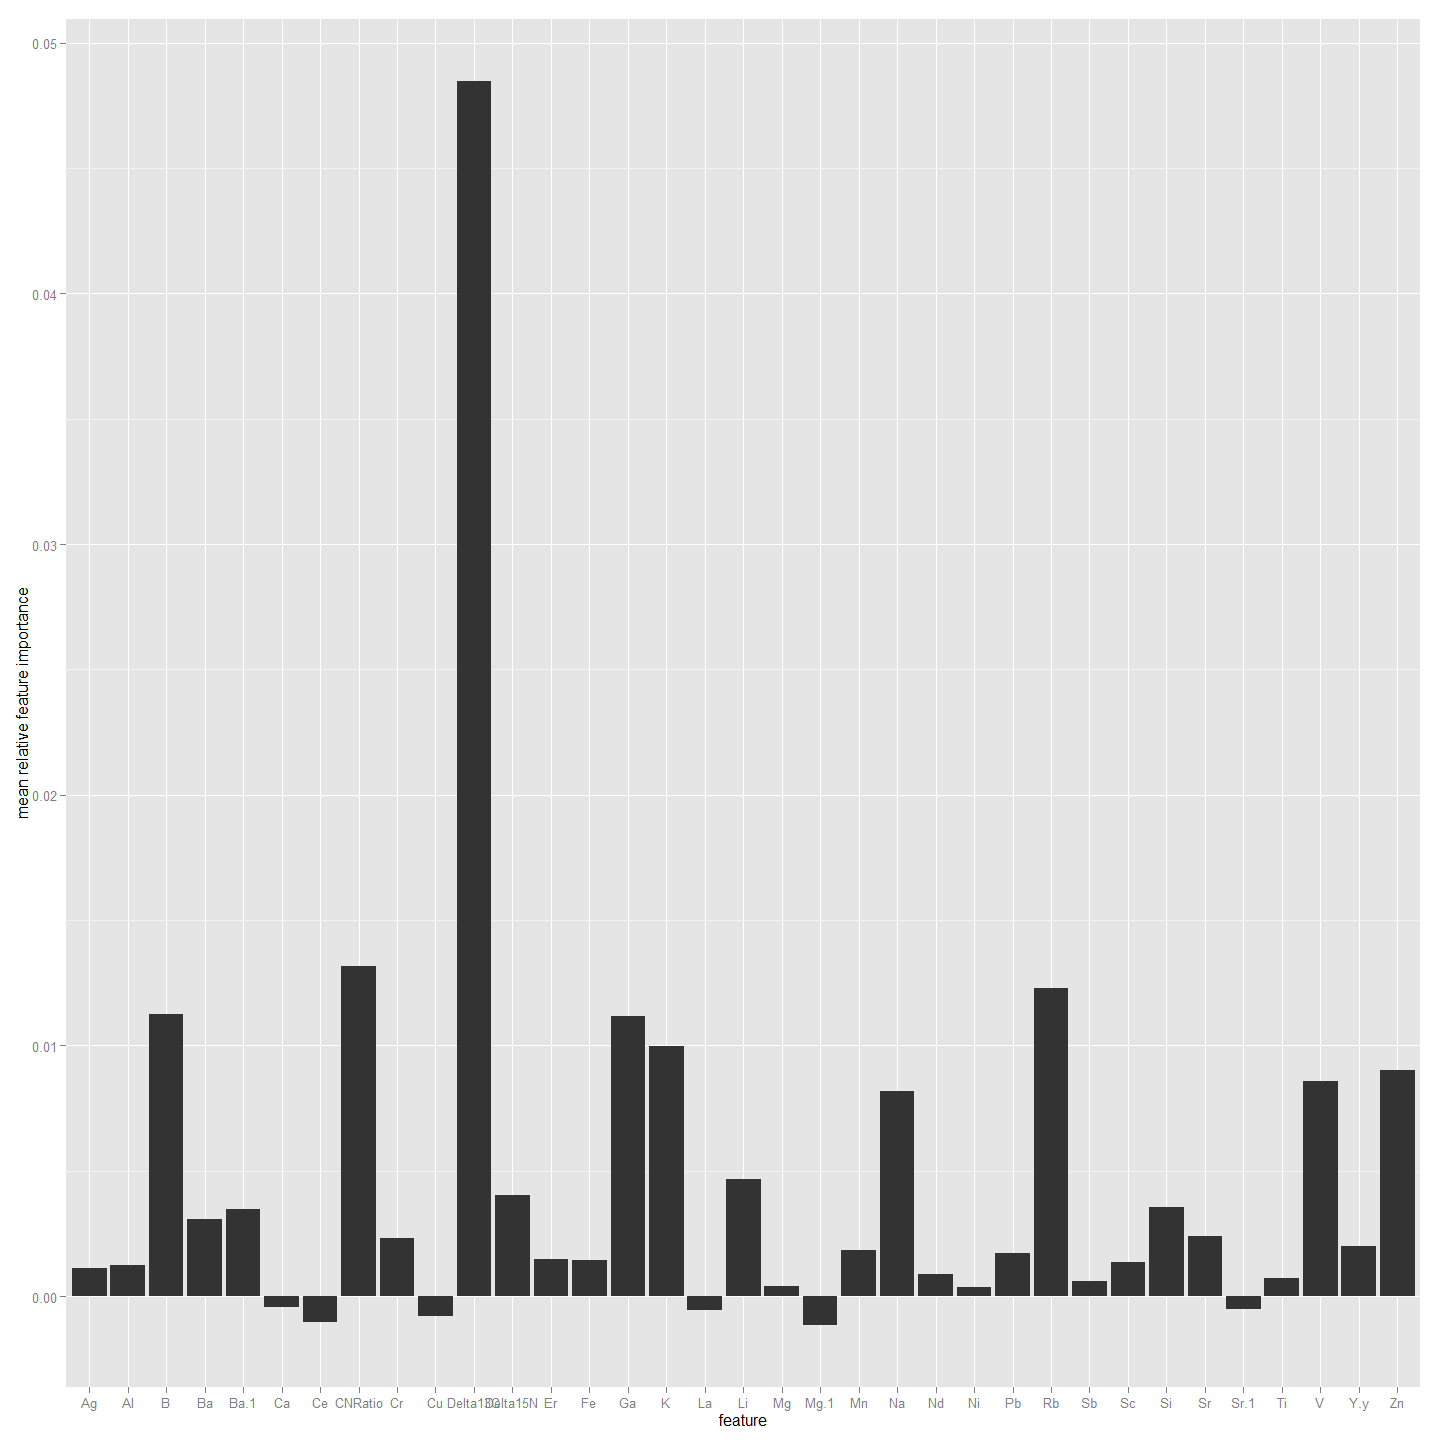 0.05
0.04
0.03
0.02
0.01
0.00
mean relative feature importance
Ag Al B Ba Ba.1 Ca Ce CNRatio Cr Cu Delta13C Delta15N Er Fe Ga K La Li Mg Mg.1 Mn Na Nd Ni Pb Rb Sb Sc Si Sr Sr.1 Ti V Y.y Zn
feature